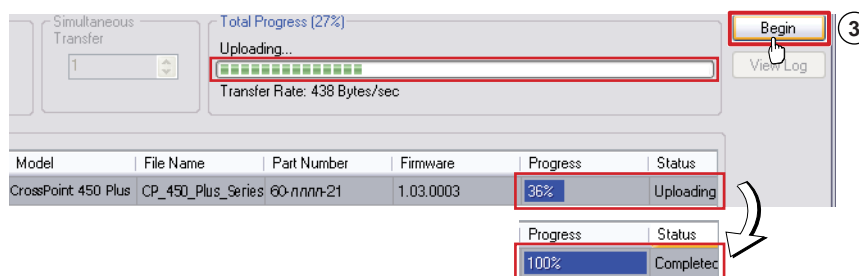 Simultaneous Transfer
1
Total Progress (27%)
Uploading...
Transfer Rate: 438 Bytes/sec
Begin
3
View Log
Model File Name Part Number Firmware Progress Status
CrossPoint 450 Plus CP_450_Plus_Series 60-nnnn-21 1.03.0003 36% Uploading
Progress Status
100% Completed